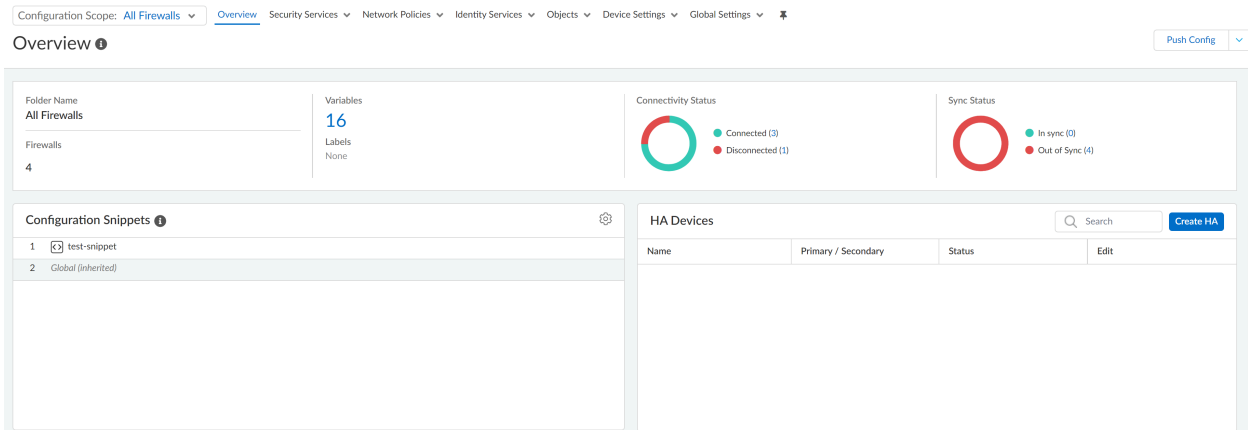 Configuration Scope: All Firewalls Overview Security Services Network Policies Identity Services Objects Device Settings Global Settings
Overview
Push Config
Folder Name
All Firewalls
Firewalls
4
Variables
16
Labels
None
Connectivity Status
Connected (3)
Disconnected (1)
Sync Status
In sync (0)
Out of Sync (4)
Configuration Snippets
1 test-snippet
2 Global (inherited)
HA Devices
Search
Create HA
Name Primary / Secondary Status Edit